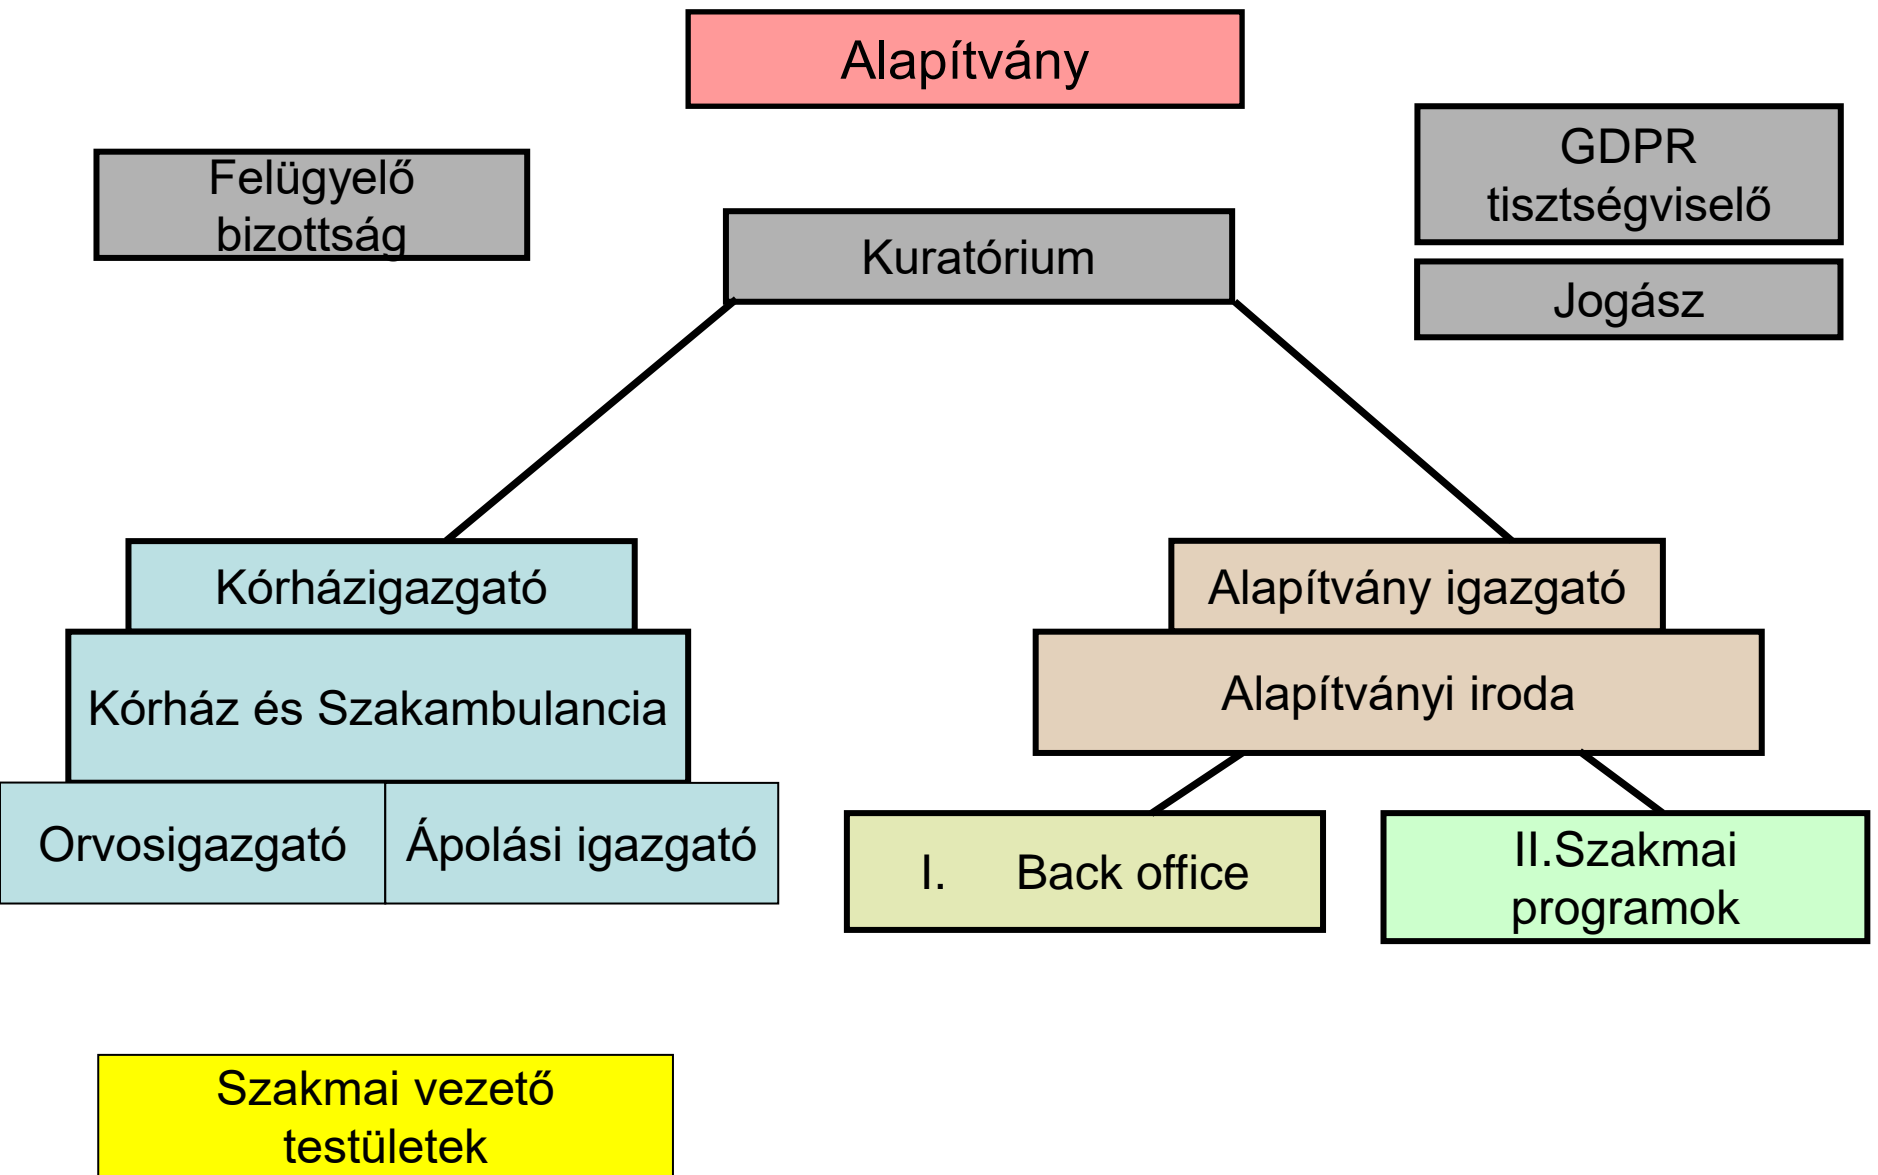 Alapítvány
Felügyelő
bizottság
GDPR
tisztségviselő
Kuratórium
Jogász
Kórházigazgató
Alapítvány igazgató
Kórház és Szakambulancia
Alapítványi iroda
Orvosigazgató
Ápolási igazgató
I. Back office
II.Szakmai
programok
Szakmai vezető
testületek